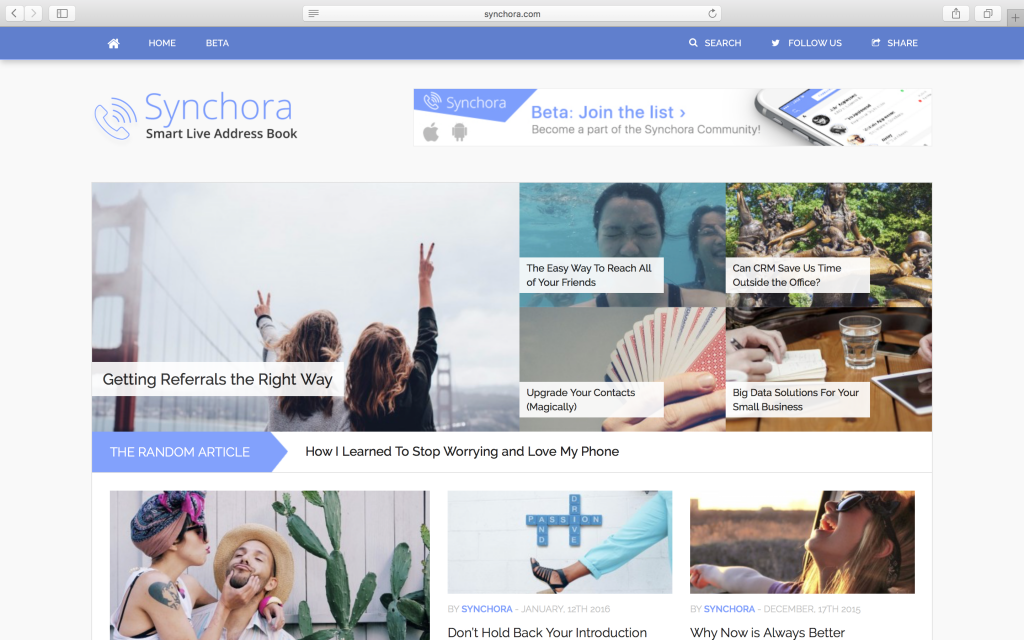 synchora.com
HOME
BETA
SEARCH
FOLLOW US
SHARE
Synchora
Smart Live Address Book
Synchora
Beta: Join the list ›
Become a part of the Synchora Community!
The Easy Way To Reach All
of Your Friends
Can CRM Save Us Time
Outside the Office?
Getting Referrals the Right Way
Upgrade Your Contacts
(Magically)
Big Data Solutions For Your
Small Business
THE RANDOM ARTICLE
How I Learned To Stop Worrying and Love My Phone
DRIVE
PASSION
AND
BY SYNCHORA - JANUARY, 12TH 2016
Don't Hold Back Your Introduction
BY SYNCHORA - DECEMBER, 17TH 2015
Why Now is Always Better